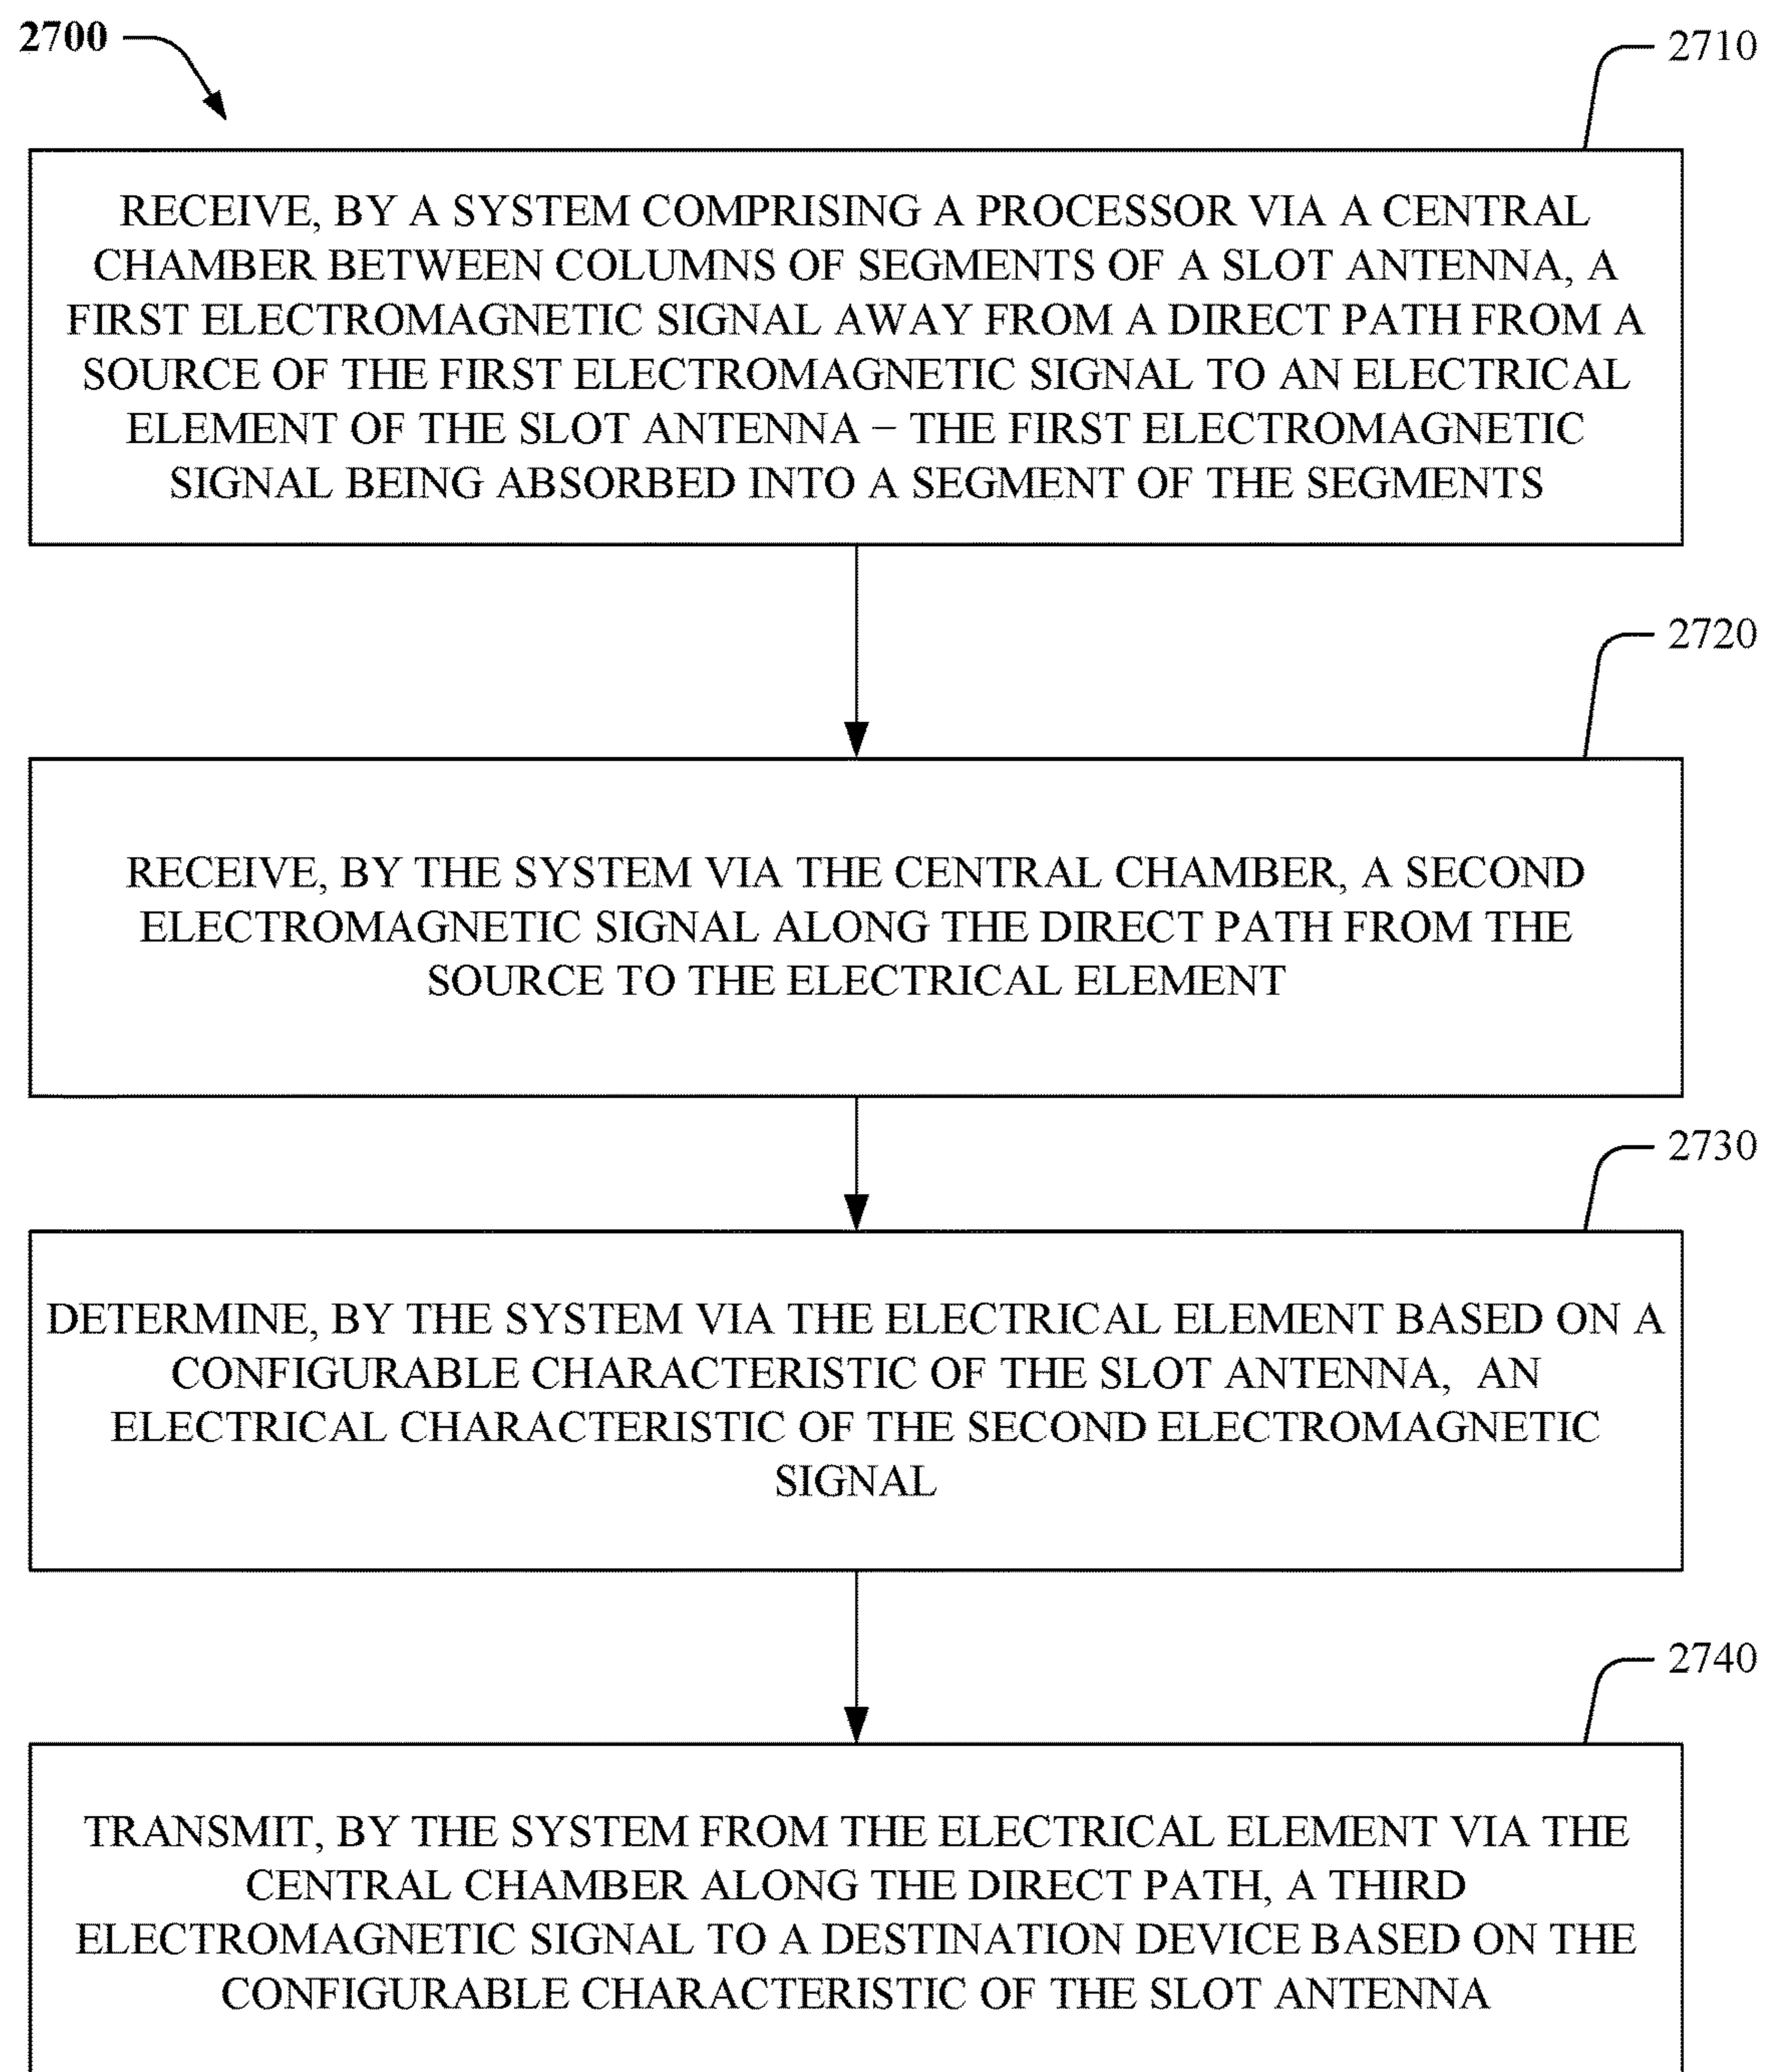 2700
2710
RECEIVE, BY A SYSTEM COMPRISING A PROCESSOR VIA A CENTRAL
CHAMBER BETWEEN COLUMNS OF SEGMENTS OF A SLOT ANTENNA, A
FIRST ELECTROMAGNETIC SIGNAL AWAY FROM A DIRECT PATH FROM A
SOURCE OF THE FIRST ELECTROMAGNETIC SIGNAL TO AN ELECTRICAL
ELEMENT OF THE SLOT ANTENNA – THE FIRST ELECTROMAGNETIC
SIGNAL BEING ABSORBED INTO A SEGMENT OF THE SEGMENTS
2720
RECEIVE, BY THE SYSTEM VIA THE CENTRAL CHAMBER, A SECOND
ELECTROMAGNETIC SIGNAL ALONG THE DIRECT PATH FROM THE
SOURCE TO THE ELECTRICAL ELEMENT
2730
DETERMINE, BY THE SYSTEM VIA THE ELECTRICAL ELEMENT BASED ON A
CONFIGURABLE CHARACTERISTIC OF THE SLOT ANTENNA, AN
ELECTRICAL CHARACTERISTIC OF THE SECOND ELECTROMAGNETIC
SIGNAL
2740
TRANSMIT, BY THE SYSTEM FROM THE ELECTRICAL ELEMENT VIA THE
CENTRAL CHAMBER ALONG THE DIRECT PATH, A THIRD
ELECTROMAGNETIC SIGNAL TO A DESTINATION DEVICE BASED ON THE
CONFIGURABLE CHARACTERISTIC OF THE SLOT ANTENNA